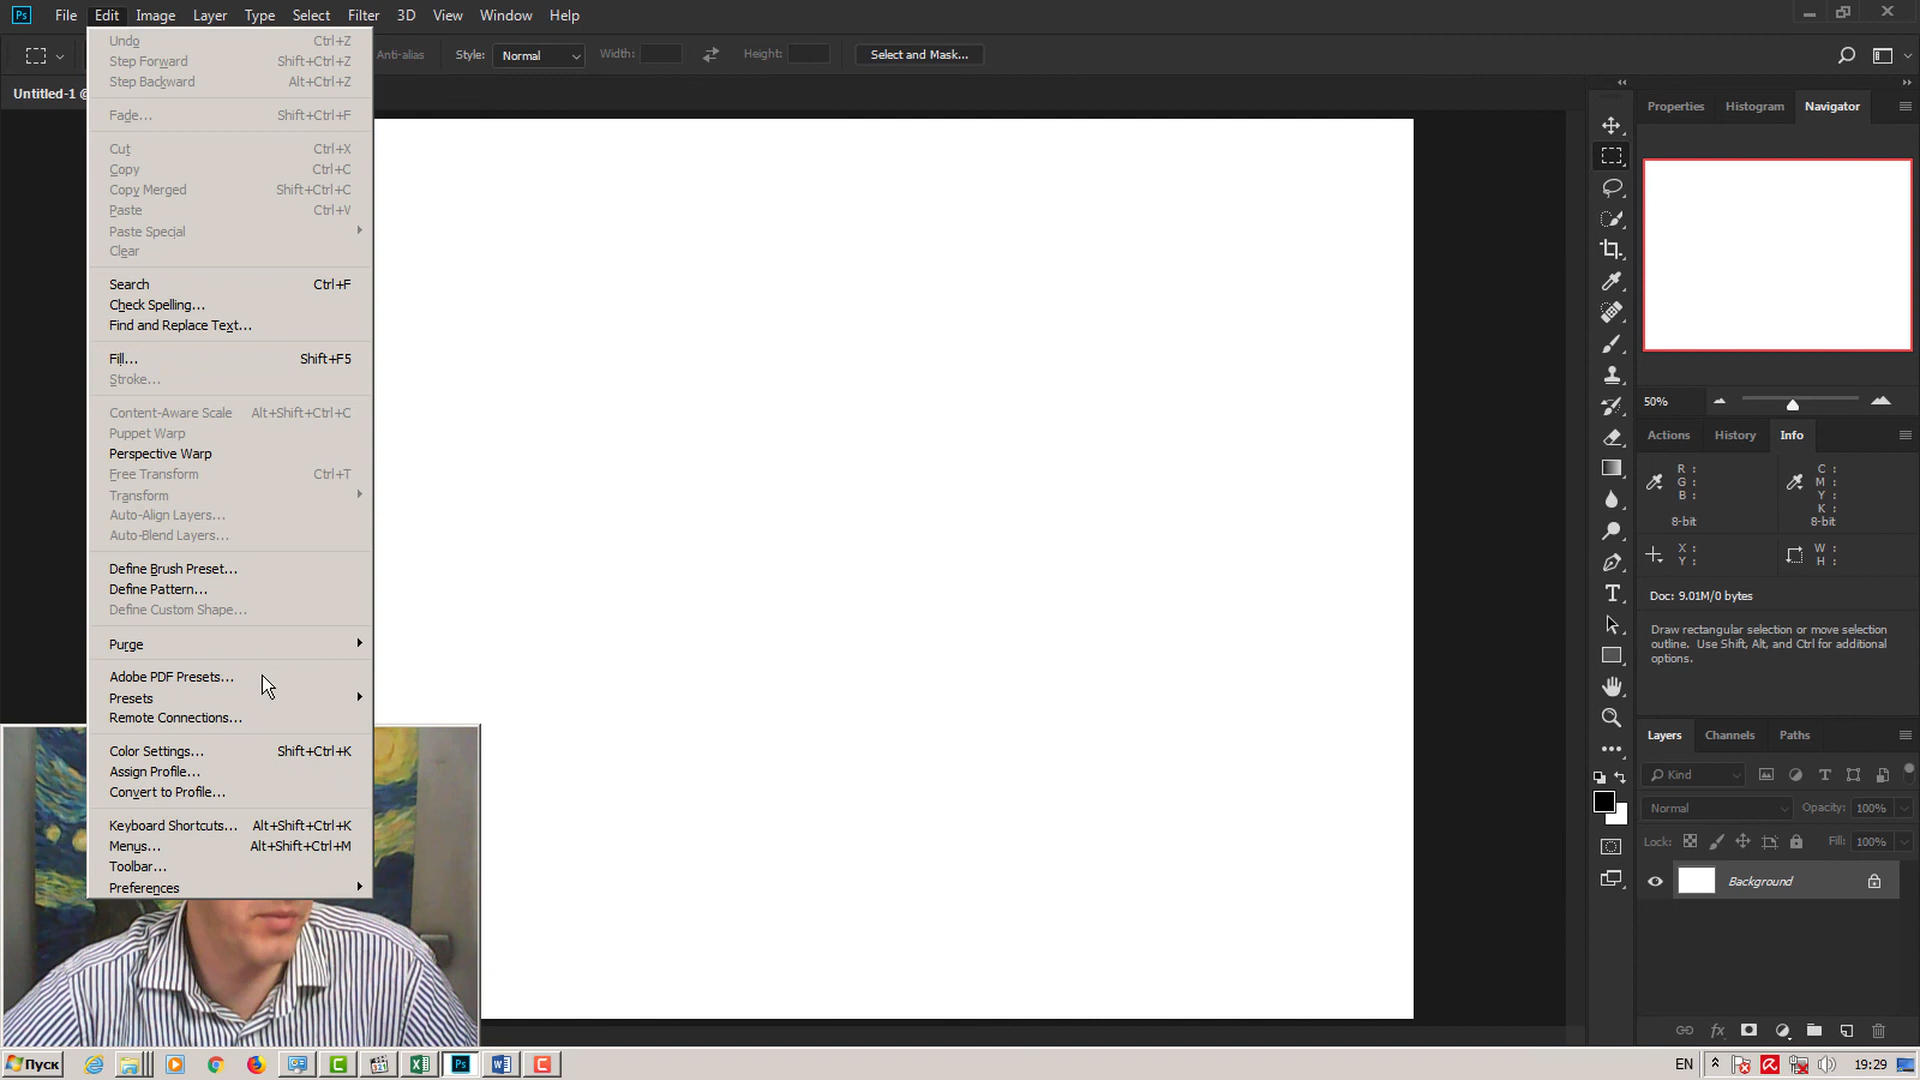 Ps File Edit Image Layer Type Select Filter 3D View Window Help
Anti-alias Style: Normal Width: Height: Select and Mask...
Untitled-1 @
Undo Ctrl+Z
Step Forward Shift+Ctrl+Z
Step Backward Alt+Ctrl+Z
Fade... Shift+Ctrl+F
Cut Ctrl+X
Copy Ctrl+C
Copy Merged Shift+Ctrl+C
Paste Ctrl+V
Paste Special
Clear
Search Ctrl+F
Check Spelling...
Find and Replace Text...
Fill... Shift+F5
Stroke...
Content-Aware Scale Alt+Shift+Ctrl+C
Puppet Warp
Perspective Warp
Free Transform Ctrl+T
Transform
Auto-Align Layers...
Auto-Blend Layers...
Define Brush Preset...
Define Pattern...
Define Custom Shape...
Purge
Adobe PDF Presets...
Presets
Remote Connections...
Color Settings... Shift+Ctrl+K
Assign Profile...
Convert to Profile...
Keyboard Shortcuts... Alt+Shift+Ctrl+K
Menus... Alt+Shift+Ctrl+M
Toolbar...
Preferences
Properties Histogram Navigator
50%
Actions History Info
R : C :
G : M :
B : Y :
K :
8-bit 8-bit
X : W :
Y : H :
Doc: 9.01M/0 bytes
Draw rectangular selection or move selection
outline. Use Shift, Alt, and Ctrl for additional
options.
Layers Channels Paths
Kind
Normal Opacity: 100%
Lock: Fill: 100%
Background
fx
Пуск Ps EN 19:29